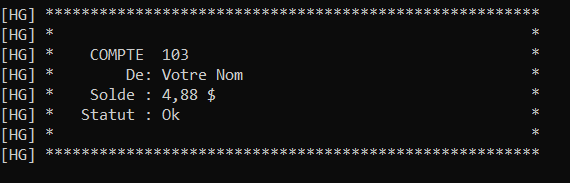 [HG] *******************************************************
[HG] *                                                     *
[HG] *    COMPTE  103                                      *
[HG] *        De: Votre Nom                                *
[HG] *    Solde : 4,88 $                                   *
[HG] *   Statut : Ok                                       *
[HG] *                                                     *
[HG] *******************************************************